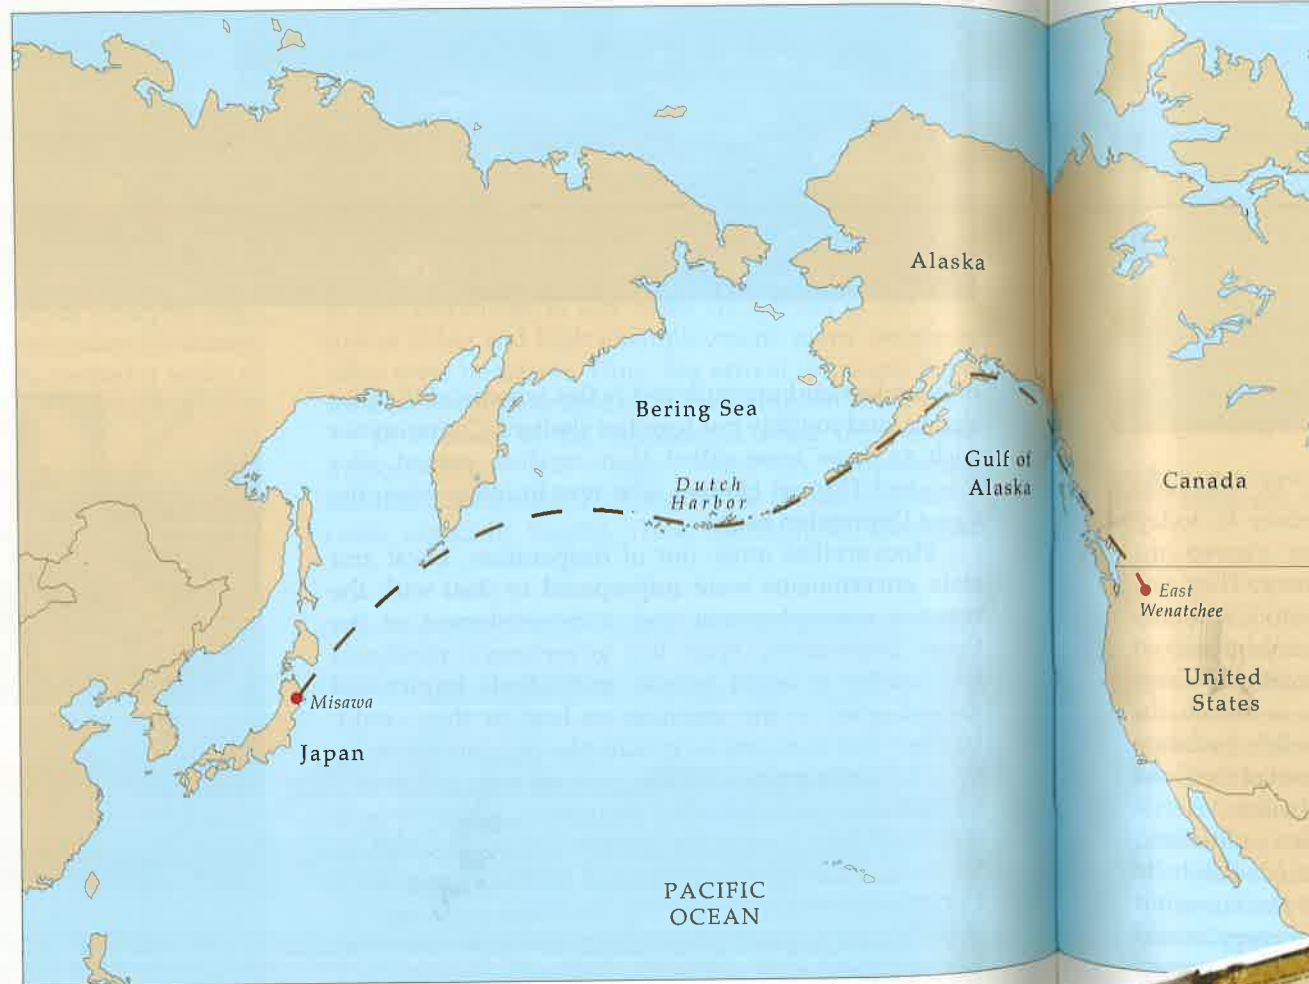 Alaska
Bering Sea
Dutch
Harbor
Gulf of
Alaska
Canada
East
Wenatchee
United
States
Misawa
Japan
PACIFIC
OCEAN